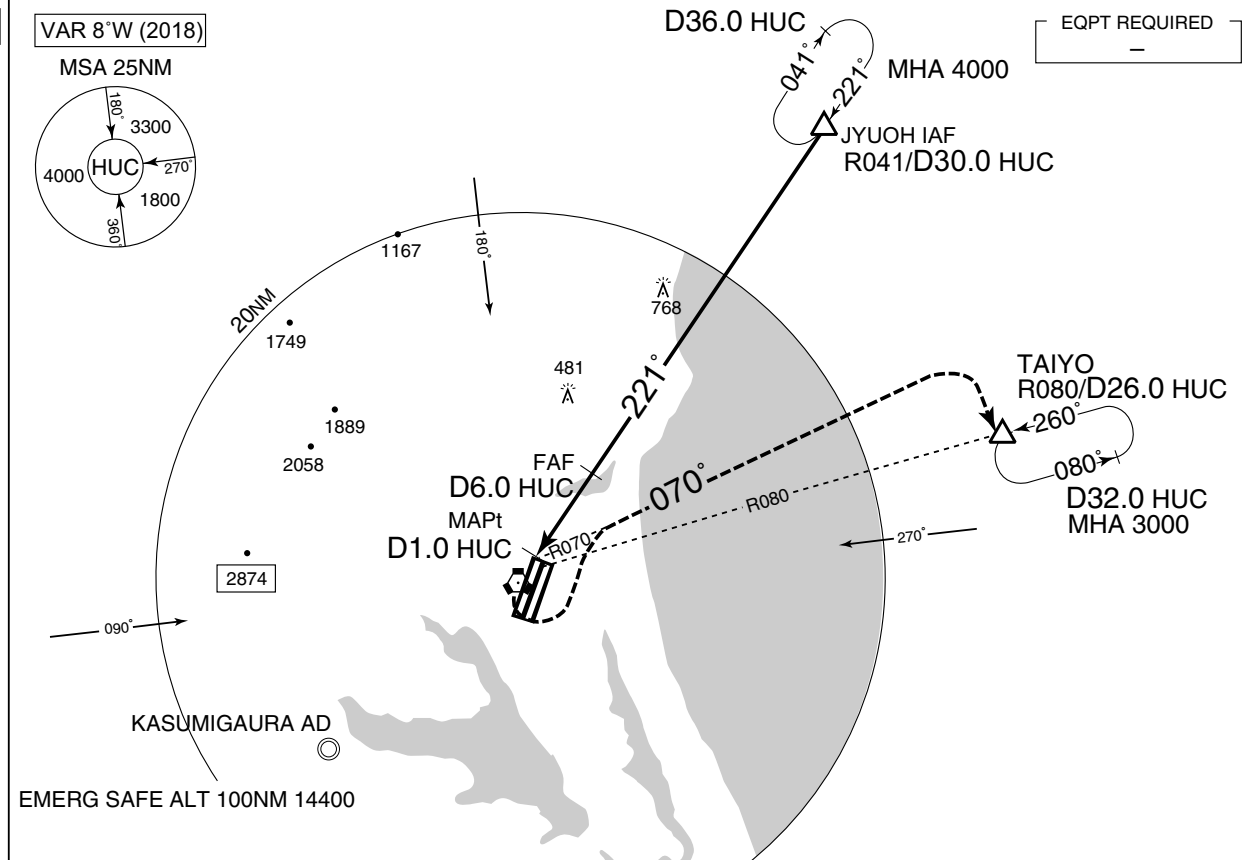 VAR 8°W (2018)
MSA 25NM
180°
3300
HUC
270°
4000
1800
360°
D36.0 HUC
041°
221°
MHA 4000
EQPT REQUIRED
–
JYUOH IAF
R041/D30.0 HUC
180°
1167
20NM
768
1749
481
221°
TAIYO
R080/D26.0 HUC
1889
260°
2058
FAF
D6.0 HUC
070°
080°
R080
D32.0 HUC
MHA 3000
MAPt
D1.0 HUC
R070
270°
2874
090°
KASUMIGAURA AD
EMERG SAFE ALT 100NM 14400